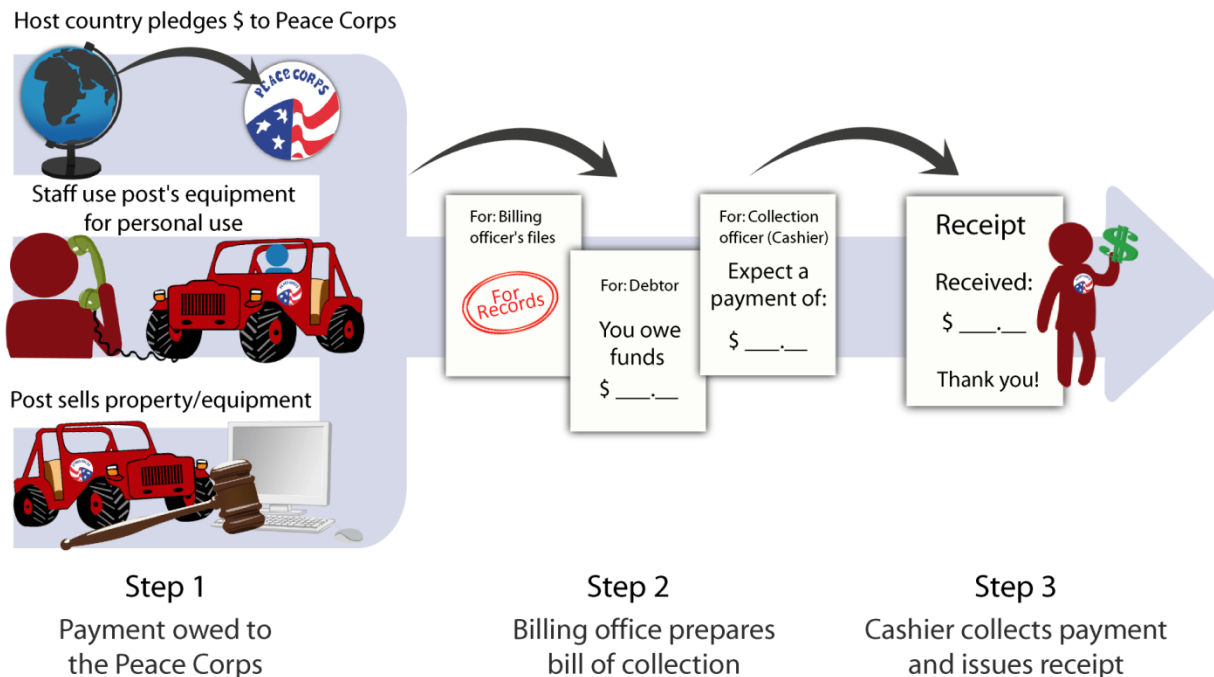 Host country pledges $ to Peace Corps
PEACE CORPS
Staff use post's equipment
for personal use
Post sells property/equipment
For: Billing
officer's files
For
Records
For: Debtor
You owe
funds
$ ___.__
For: Collection
officer (Cashier)
Expect a
payment of:
$ ___.__
Receipt
Received:
$ ___.__
Thank you!
$
Step 1
Payment owed to
the Peace Corps
Step 2
Billing office prepares
bill of collection
Step 3
Cashier collects payment
and issues receipt